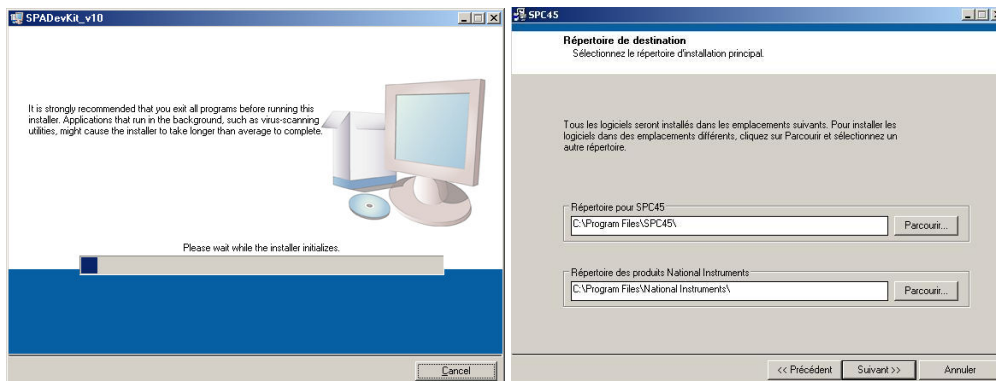 SPADevKit_v10
It is strongly recommended that you exit all programs before running this
installer. Applications that run in the background, such as virus-scanning
utilities, might cause the installer to take longer than average to complete.
Please wait while the installer initializes.
Cancel
SPC45
Répertoire de destination
Sélectionnez le répertoire d'installation principal.
Tous les logiciels seront installés dans les emplacements suivants. Pour installer les
logiciels dans des emplacements différents, cliquez sur Parcourir et sélectionnez un
autre répertoire.
Répertoire pour SPC45
C:\Program Files\SPC45\
Parcourir...
Répertoire des produits National Instruments
C:\Program Files\National Instruments\
Parcourir...
<< Précédent
Suivant >>
Annuler